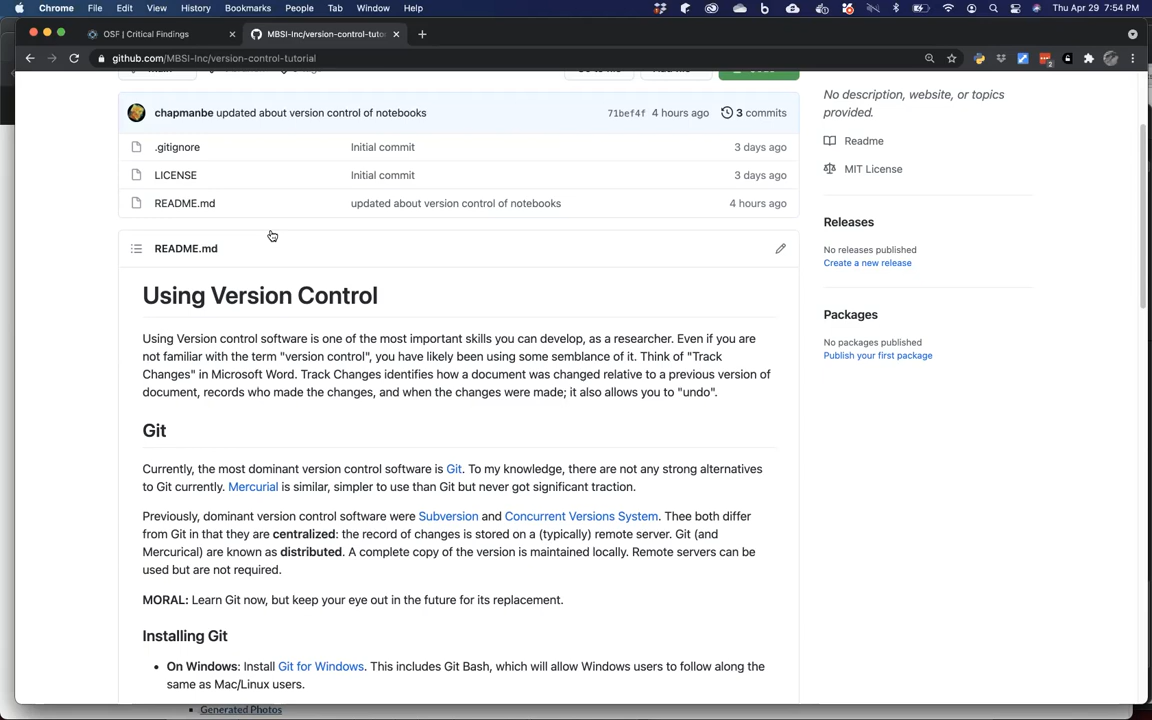 Chrome File Edit View History Bookmarks People Tab Window Help Thu Apr 29 7:54 PM
OSF | Critical Findings
MBSI-Inc/version-control-tutor
github.com/MBSI-Inc/version-control-tutorial
chapmanbe updated about version control of notebooks 71bef4f 4 hours ago 3 commits
.gitignore Initial commit 3 days ago
LICENSE Initial commit 3 days ago
README.md updated about version control of notebooks 4 hours ago
README.md
Using Version Control
Using Version control software is one of the most important skills you can develop, as a researcher. Even if you are
not familiar with the term "version control", you have likely been using some semblance of it. Think of "Track
Changes" in Microsoft Word. Track Changes identifies how a document was changed relative to a previous version of
document, records who made the changes, and when the changes were made; it also allows you to "undo".
Git
Currently, the most dominant version control software is Git. To my knowledge, there are not any strong alternatives
to Git currently. Mercurial is similar, simpler to use than Git but never got significant traction.
Previously, dominant version control software were Subversion and Concurrent Versions System. Thee both differ
from Git in that they are centralized: the record of changes is stored on a (typically) remote server. Git (and
Mercurical) are known as distributed. A complete copy of the version is maintained locally. Remote servers can be
used but are not required.
MORAL: Learn Git now, but keep your eye out in the future for its replacement.
Installing Git
• On Windows: Install Git for Windows. This includes Git Bash, which will allow Windows users to follow along the
same as Mac/Linux users.
No description, website, or topics
provided.
Readme
MIT License
Releases
No releases published
Create a new release
Packages
No packages published
Publish your first package
Generated Photos